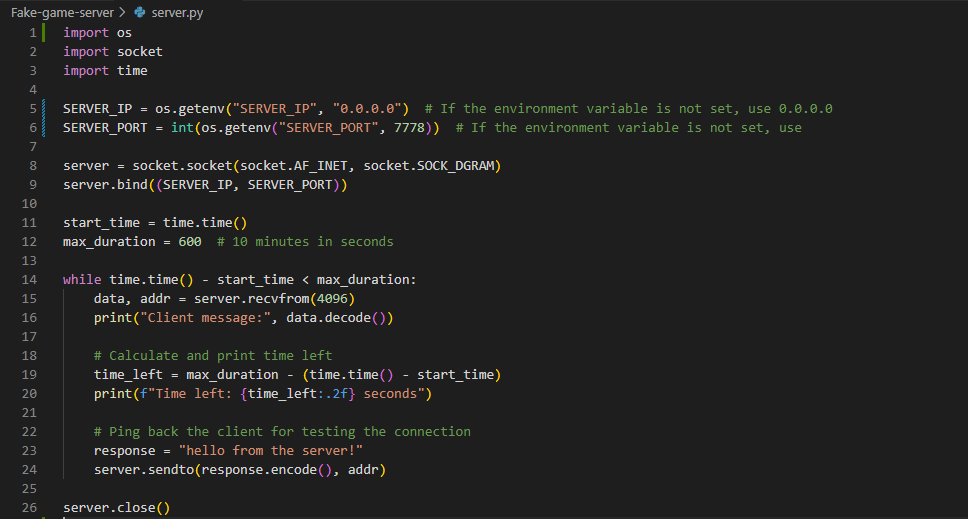 Fake-game-server > server.py
1 import os
2 import socket
3 import time
4
5 SERVER_IP = os.getenv("SERVER_IP", "0.0.0.0")  # If the environment variable is not set, use 0.0.0.0
6 SERVER_PORT = int(os.getenv("SERVER_PORT", 7778))  # If the environment variable is not set, use
7
8 server = socket.socket(socket.AF_INET, socket.SOCK_DGRAM)
9 server.bind((SERVER_IP, SERVER_PORT))
10
11 start_time = time.time()
12 max_duration = 600  # 10 minutes in seconds
13
14 while time.time() - start_time < max_duration:
15     data, addr = server.recvfrom(4096)
16     print("Client message:", data.decode())
17
18     # Calculate and print time left
19     time_left = max_duration - (time.time() - start_time)
20     print(f"Time left: {time_left:.2f} seconds")
21
22     # Ping back the client for testing the connection
23     response = "hello from the server!"
24     server.sendto(response.encode(), addr)
25
26 server.close()